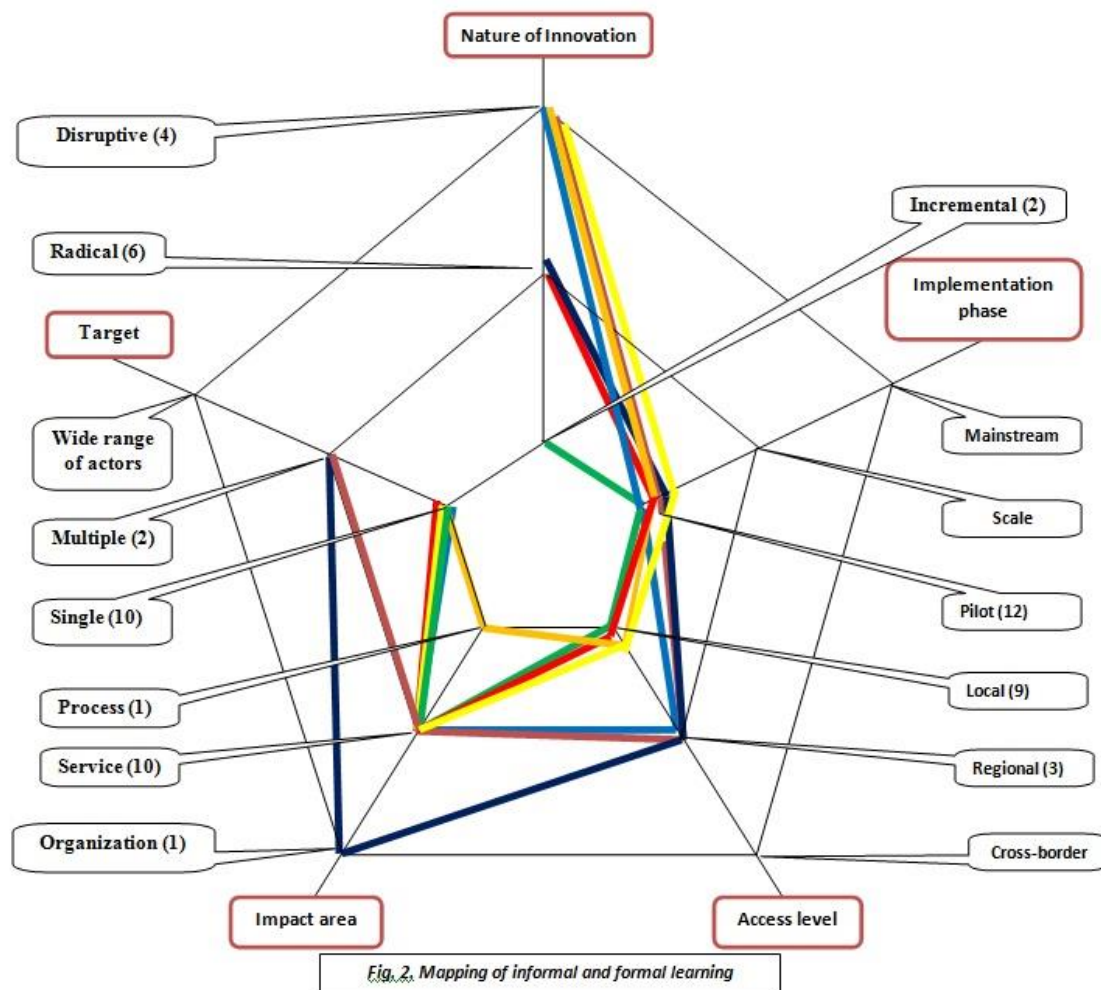 Nature of Innovation
Disruptive (4)
Incremental (2)
Radical (6)
Implementation
phase
Target
Wide range
of actors
Mainstream
Multiple (2)
Scale
Single (10)
Pilot (12)
Process (1)
Local (9)
Service (10)
Regional (3)
Organization (1)
Cross-border
Impact area
Access level
Fig. 2. Mapping of informal and formal learning